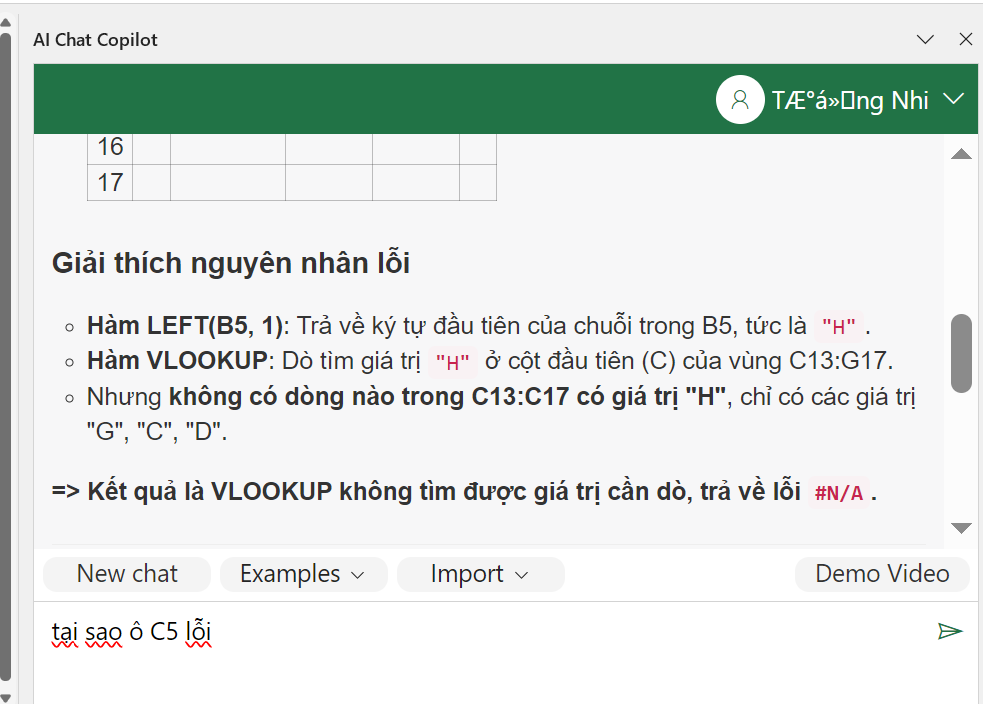 AI Chat Copilot
TÆ°á»□ng Nhi
16
17
Giải thích nguyên nhân lỗi
Hàm LEFT(B5, 1): Trả về ký tự đầu tiên của chuỗi trong B5, tức là "H" .
Hàm VLOOKUP: Dò tìm giá trị "H" ở cột đầu tiên (C) của vùng C13:G17.
Nhưng không có dòng nào trong C13:C17 có giá trị "H", chỉ có các giá trị
"G", "C", "D".
=> Kết quả là VLOOKUP không tìm được giá trị cần dò, trả về lỗi #N/A .
New chat Examples Import Demo Video
tại sao ô C5 lỗi